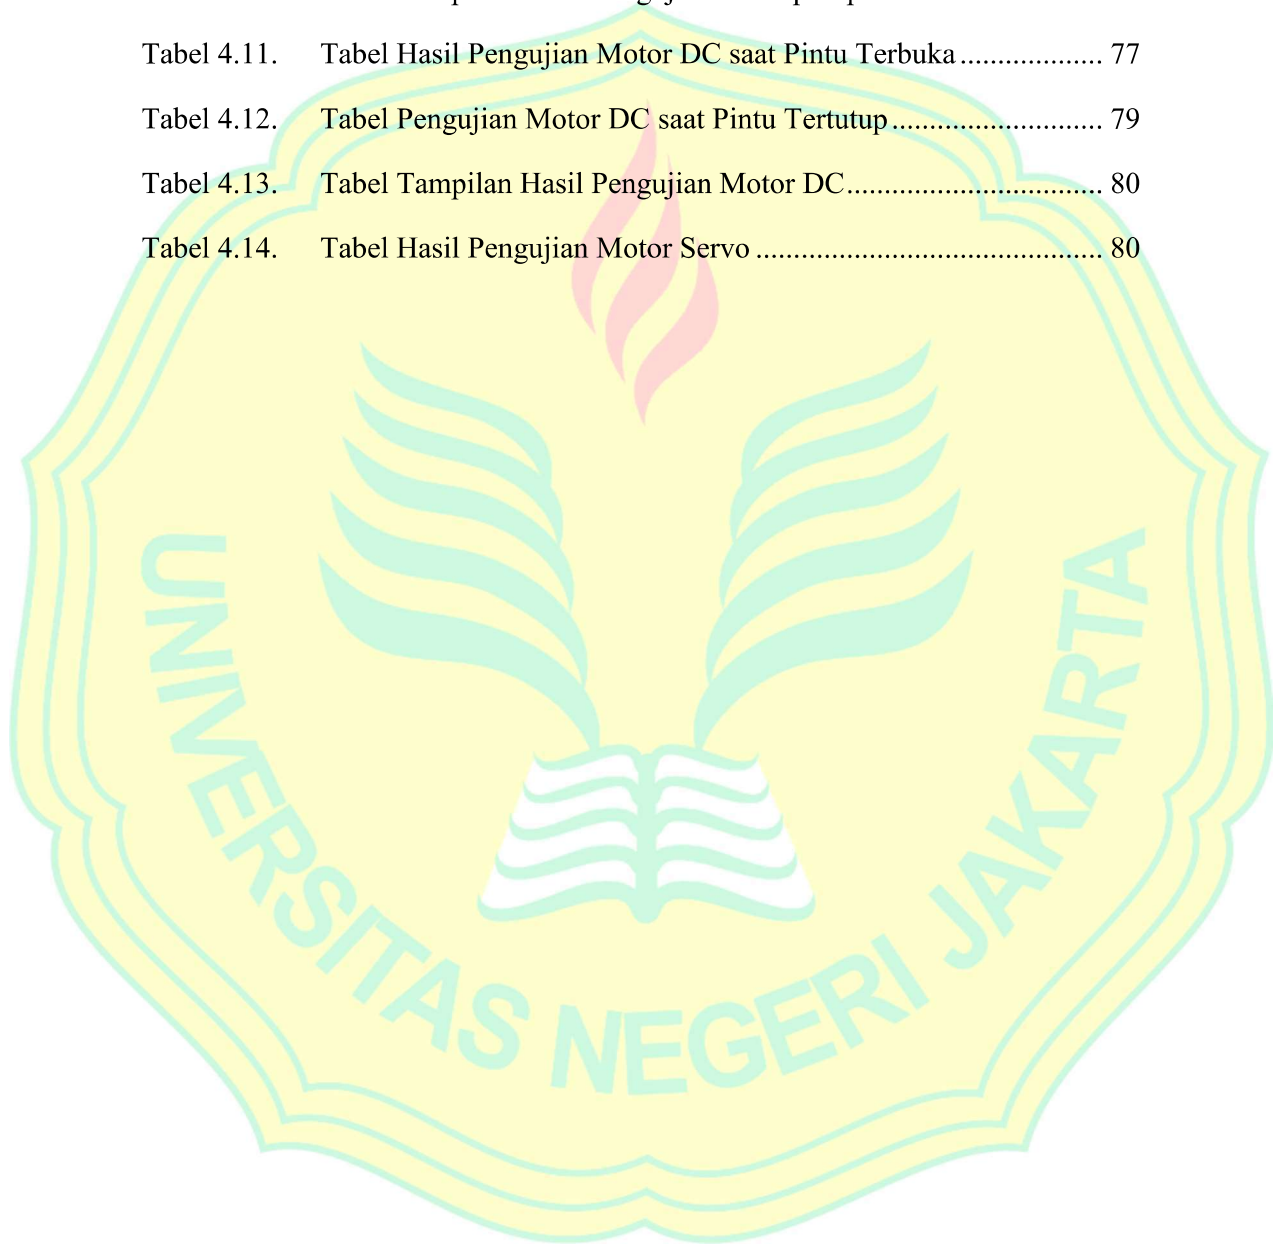 Tabel 4.11. Tabel Hasil Pengujian Motor DC saat Pintu Terbuka ................... 77
Tabel 4.12. Tabel Pengujian Motor DC saat Pintu Tertutup ............................ 79
Tabel 4.13. Tabel Tampilan Hasil Pengujian Motor DC .................................. 80
Tabel 4.14. Tabel Hasil Pengujian Motor Servo .............................................. 80
UNIVERSITAS NEGERI JAKARTA